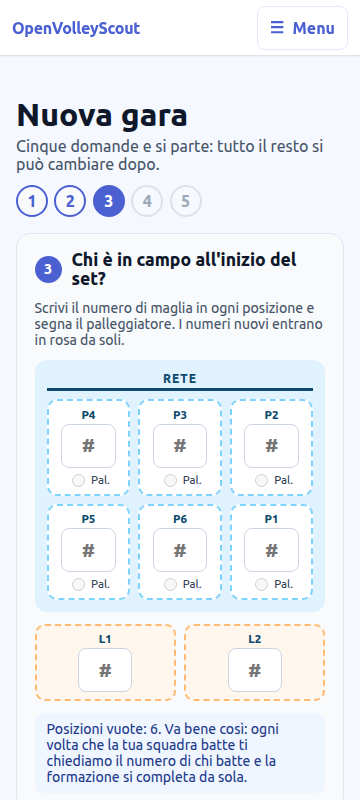 OpenVolleyScout
☰ Menu
Nuova gara
Cinque domande e si parte: tutto il resto si
può cambiare dopo.
1 2 3 4 5
3 Chi è in campo all'inizio del
set?
Scrivi il numero di maglia in ogni posizione e
segna il palleggiatore. I numeri nuovi entrano
in rosa da soli.
RETE
P4 P3 P2
# # #
Pal. Pal. Pal.
P5 P6 P1
# # #
Pal. Pal. Pal.
L1 L2
# #
Posizioni vuote: 6. Va bene così: ogni
volta che la tua squadra batte ti
chiediamo il numero di chi batte e la
formazione si completa da sola.